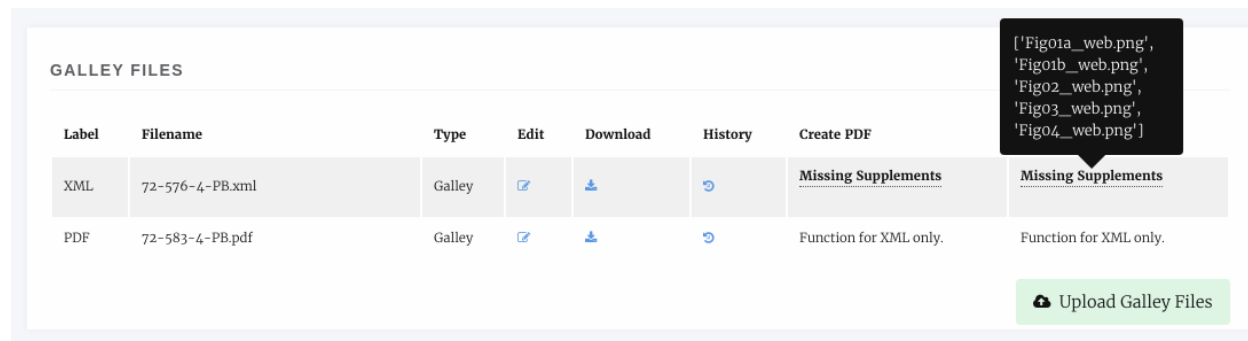 ['Fig01a_web.png',
'Fig01b_web.png',
'Fig02_web.png',
'Fig03_web.png',
'Fig04_web.png']
GALLEY FILES
Label Filename Type Edit Download History Create PDF
XML 72-576-4-PB.xml Galley Missing Supplements Missing Supplements
PDF 72-583-4-PB.pdf Galley Function for XML only. Function for XML only.
Upload Galley Files